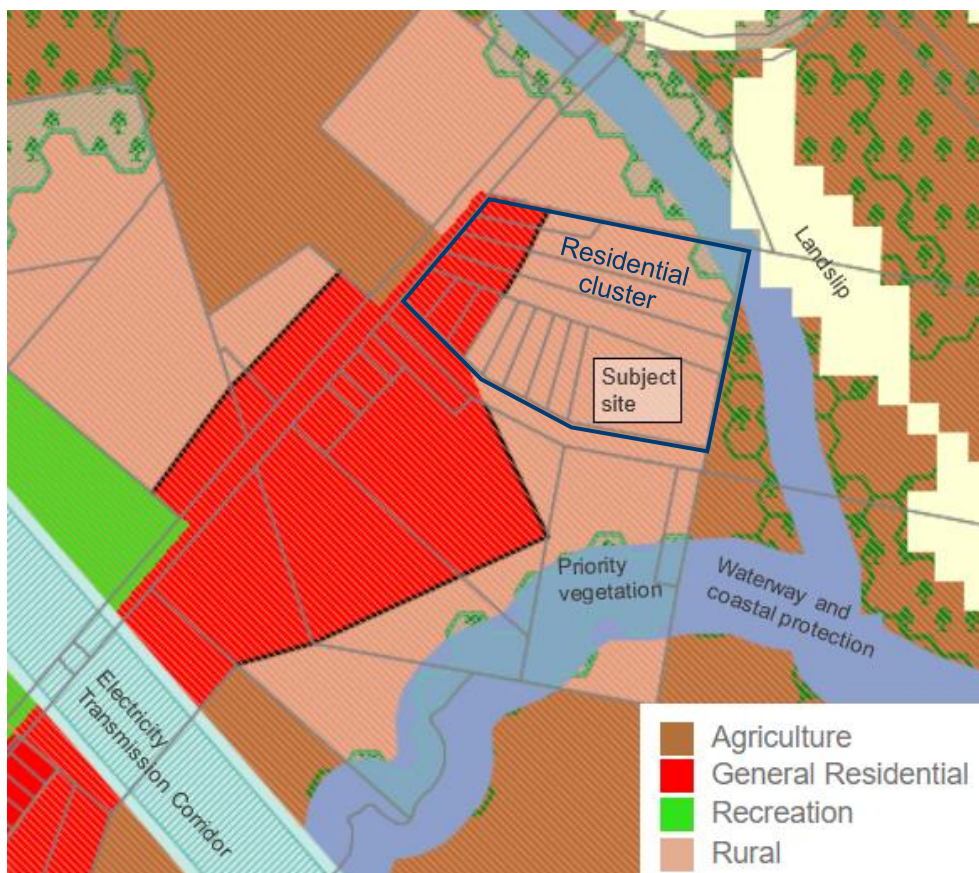 Residential
cluster
Landslip
Subject
site
Priority
vegetation
Waterway and
coastal protection
Electricity
Transmission Corridor
Agriculture
General Residential
Recreation
Rural